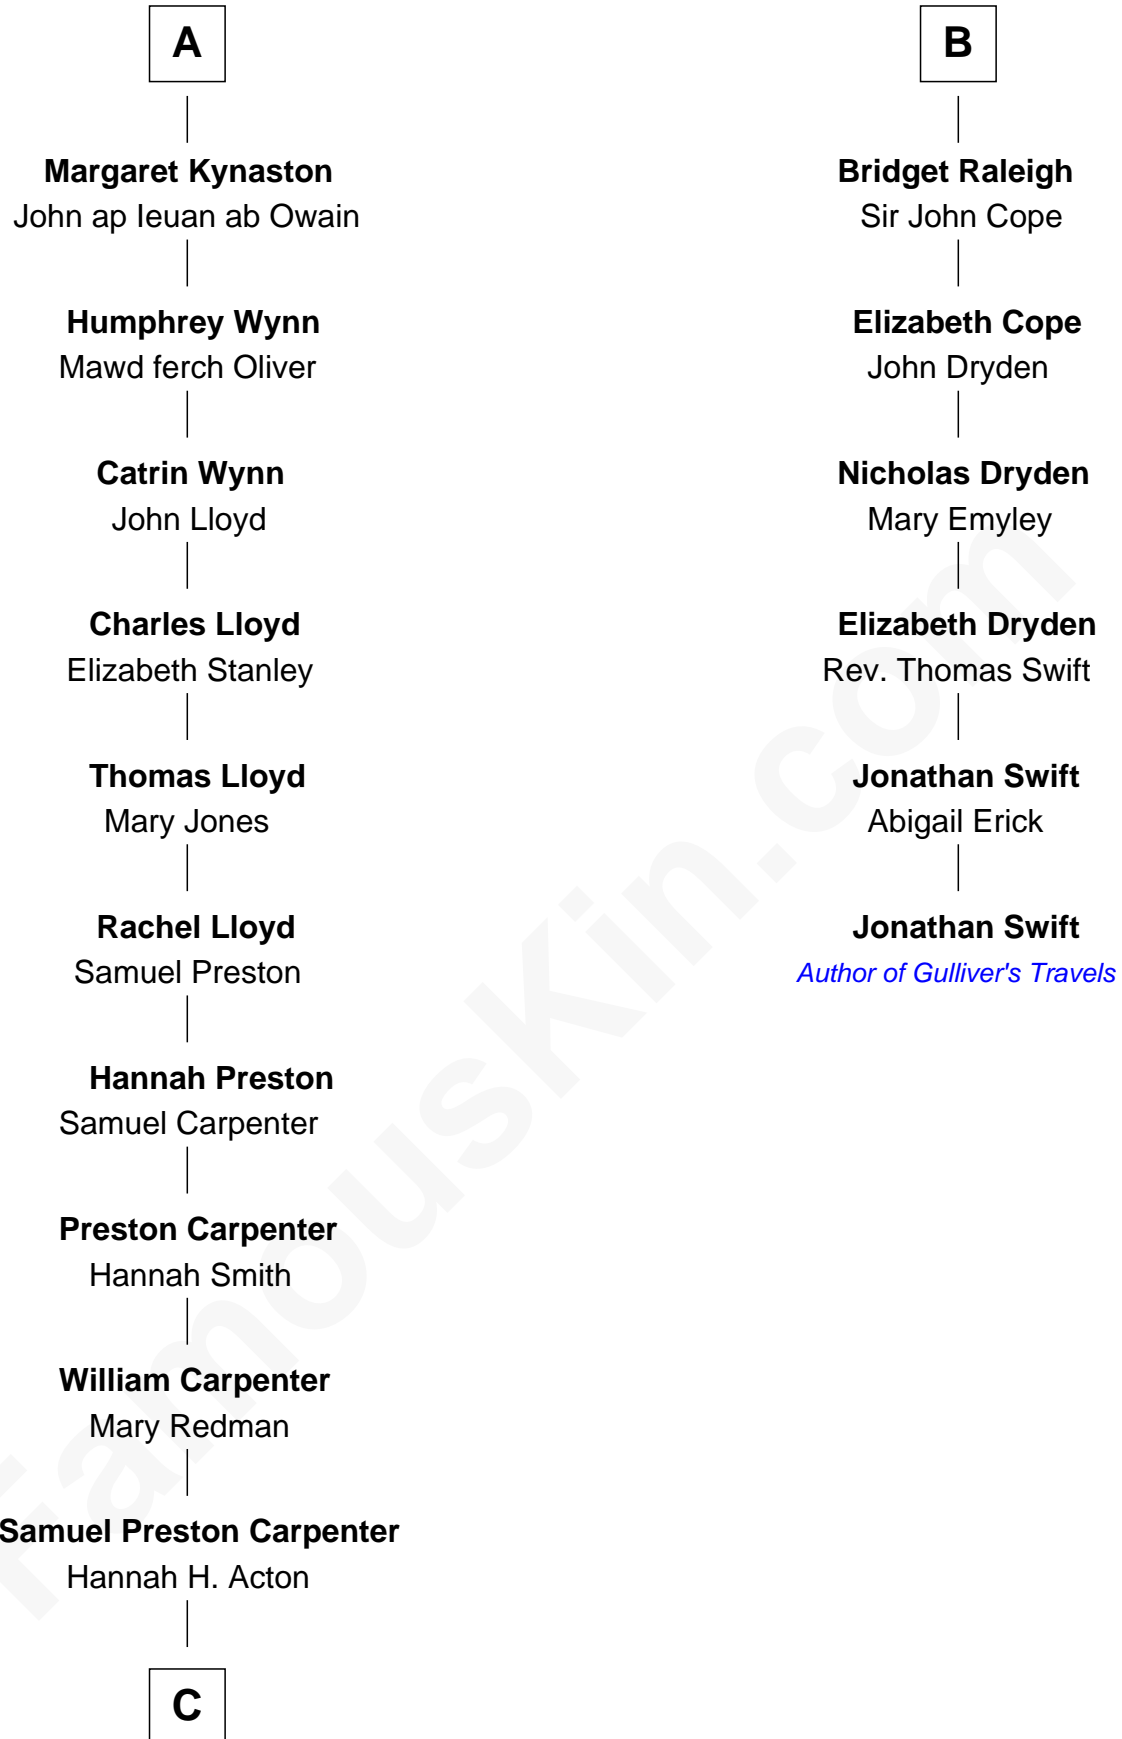 A
Margaret Kynaston
John ap Ieuan ab Owain
Humphrey Wynn
Mawd ferch Oliver
Catrin Wynn
John Lloyd
Charles Lloyd
Elizabeth Stanley
Thomas Lloyd
Mary Jones
Rachel Lloyd
Samuel Preston
Hannah Preston
Samuel Carpenter
Preston Carpenter
Hannah Smith
William Carpenter
Mary Redman
Samuel Preston Carpenter
Hannah H. Acton
C
B
Bridget Raleigh
Sir John Cope
Elizabeth Cope
John Dryden
Nicholas Dryden
Mary Emyley
Elizabeth Dryden
Rev. Thomas Swift
Jonathan Swift
Abigail Erick
Jonathan Swift
Author of Gulliver's Travels
FamousKin.com